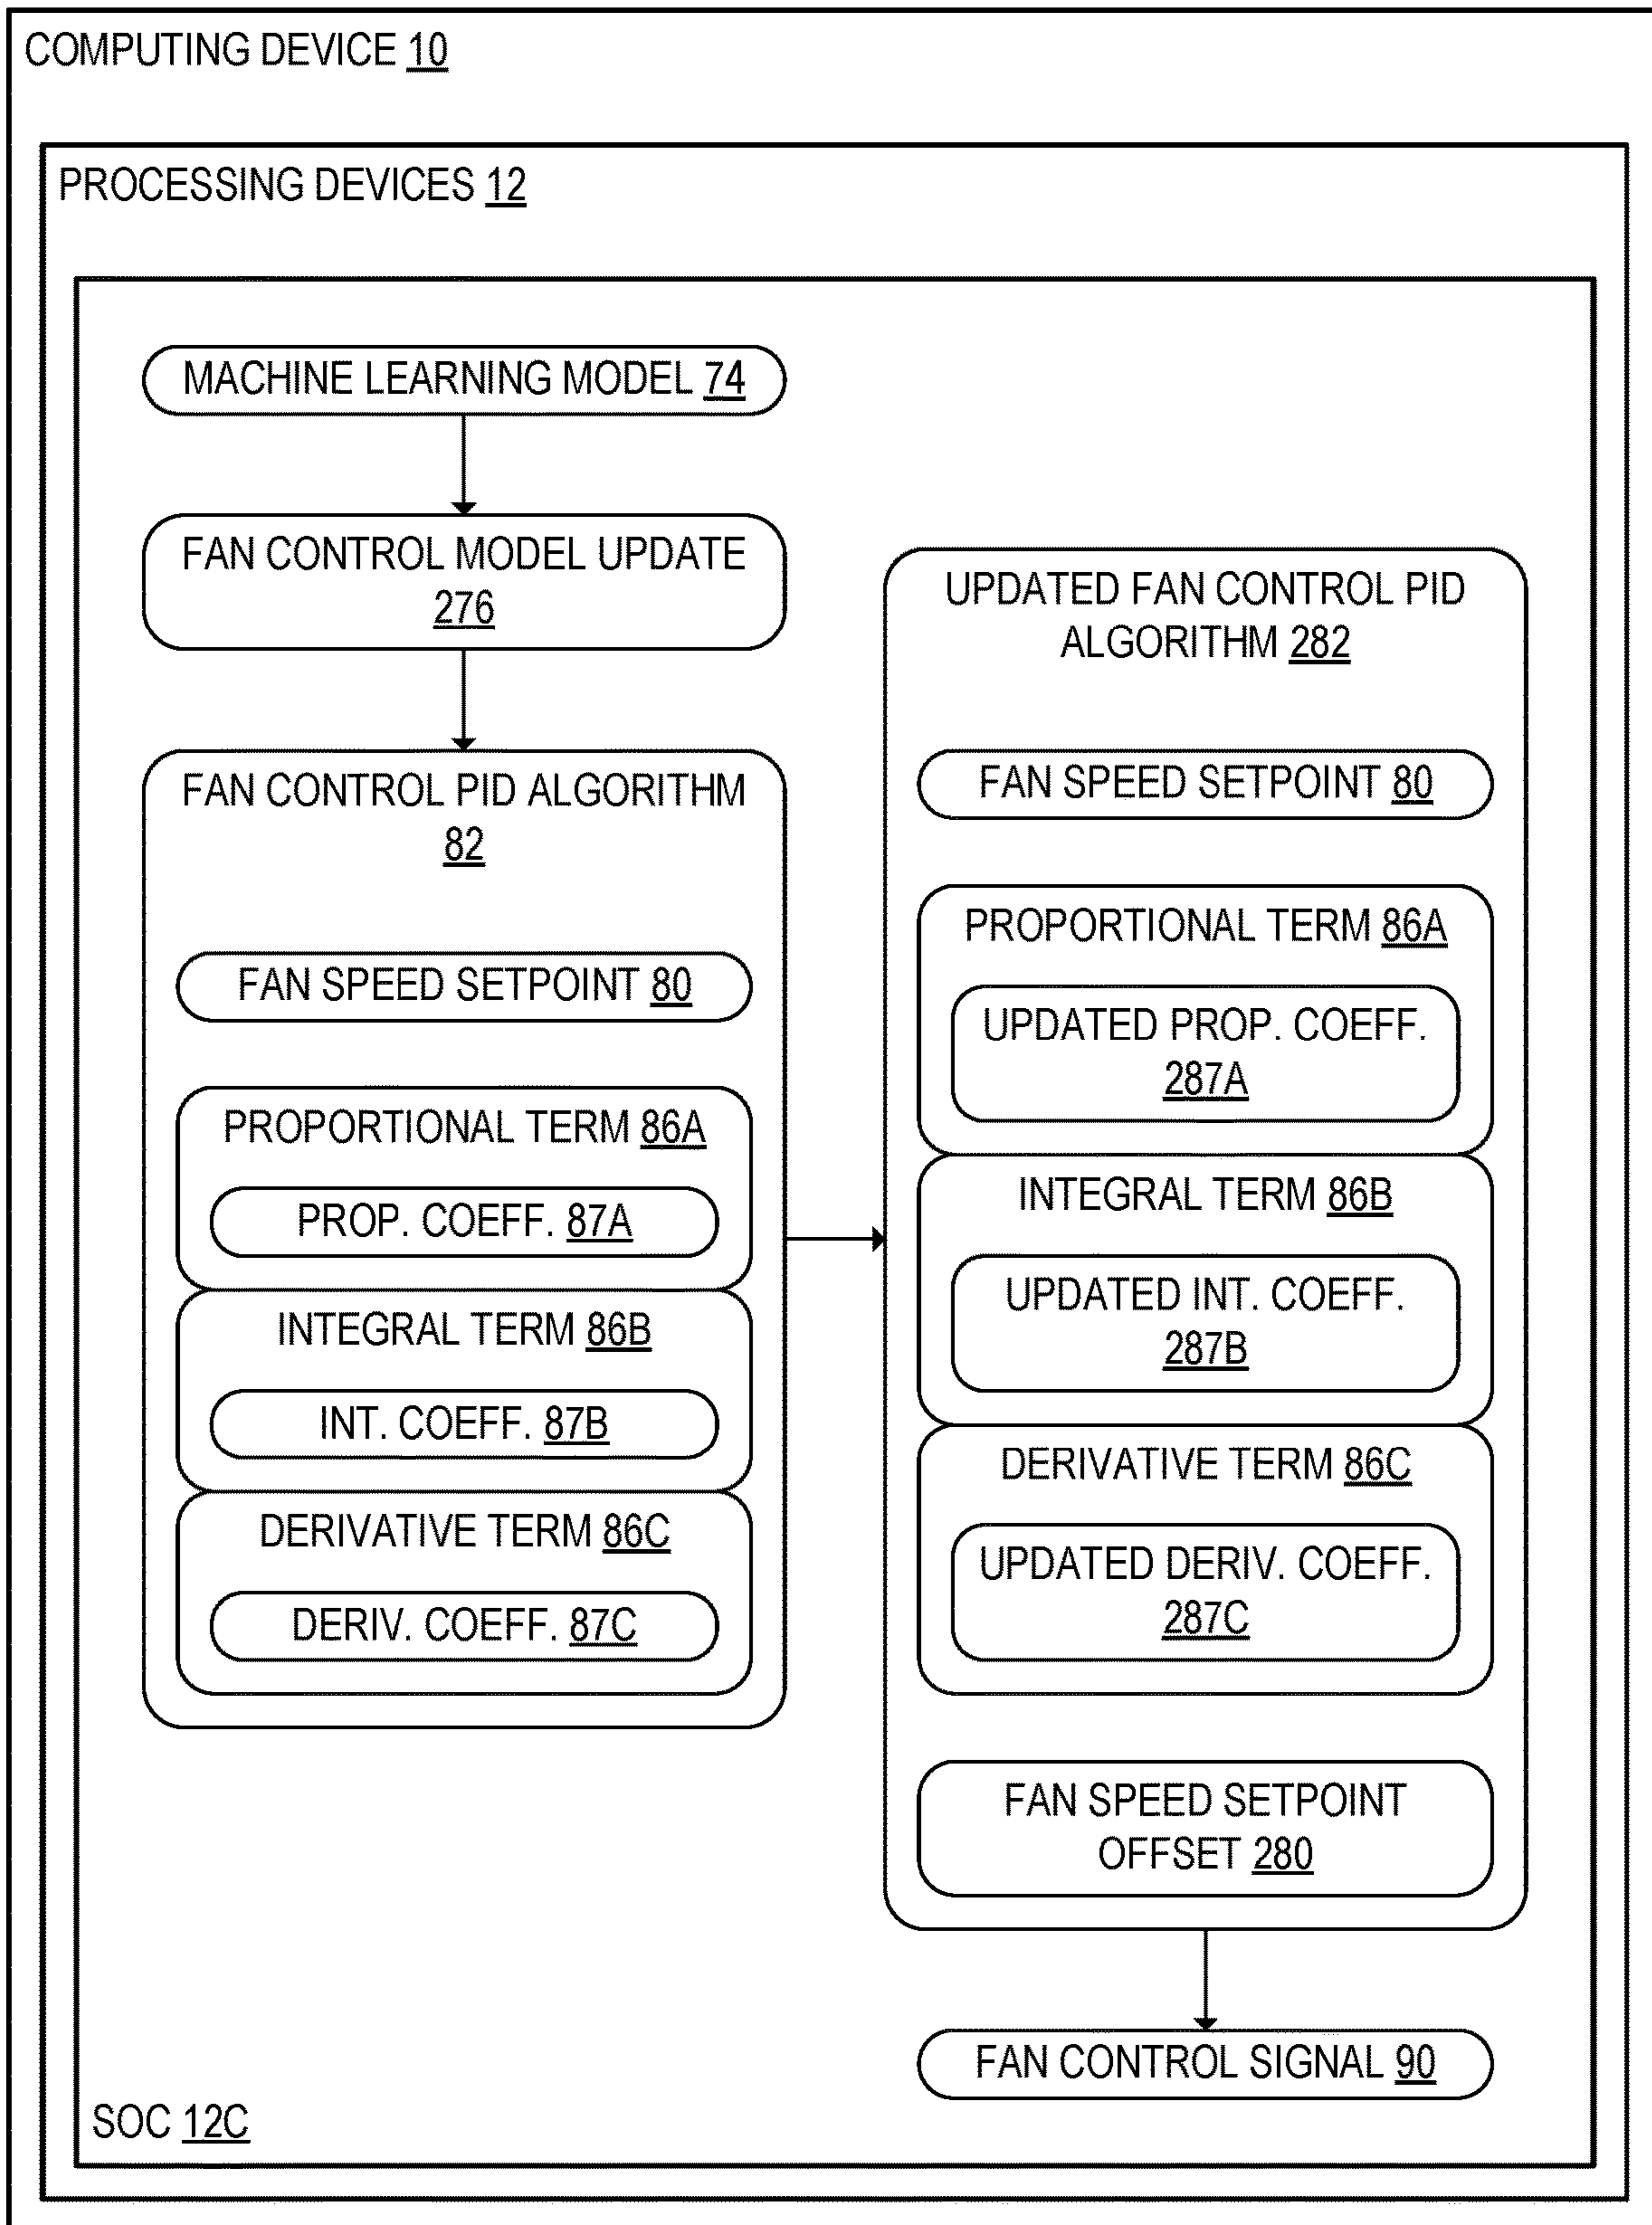 COMPUTING DEVICE 10
PROCESSING DEVICES 12
MACHINE LEARNING MODEL 74
FAN CONTROL MODEL UPDATE
276
FAN CONTROL PID ALGORITHM
82
FAN SPEED SETPOINT 80
PROPORTIONAL TERM 86A
PROP. COEFF. 87A
INTEGRAL TERM 86B
INT. COEFF. 87B
DERIVATIVE TERM 86C
DERIV. COEFF. 87C
UPDATED FAN CONTROL PID
ALGORITHM 282
FAN SPEED SETPOINT 80
PROPORTIONAL TERM 86A
UPDATED PROP. COEFF.
287A
INTEGRAL TERM 86B
UPDATED INT. COEFF.
287B
DERIVATIVE TERM 86C
UPDATED DERIV. COEFF.
287C
FAN SPEED SETPOINT
OFFSET 280
FAN CONTROL SIGNAL 90
SOC 12C